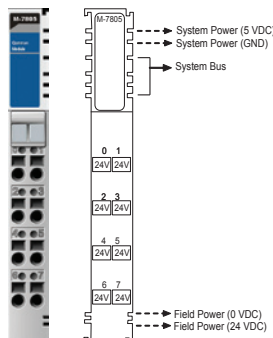 M-7805
M-7805
System Power (5 VDC)
System Power (GND)
System Bus
0 1
24V 24V
2 3
24V 24V
4 5
24V 24V
6 7
24V 24V
Field Power (0 VDC)
Field Power (24 VDC)